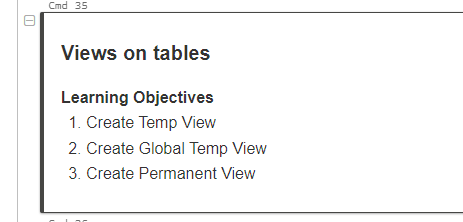 Cmd 35
Views on tables
Learning Objectives
1. Create Temp View
2. Create Global Temp View
3. Create Permanent View